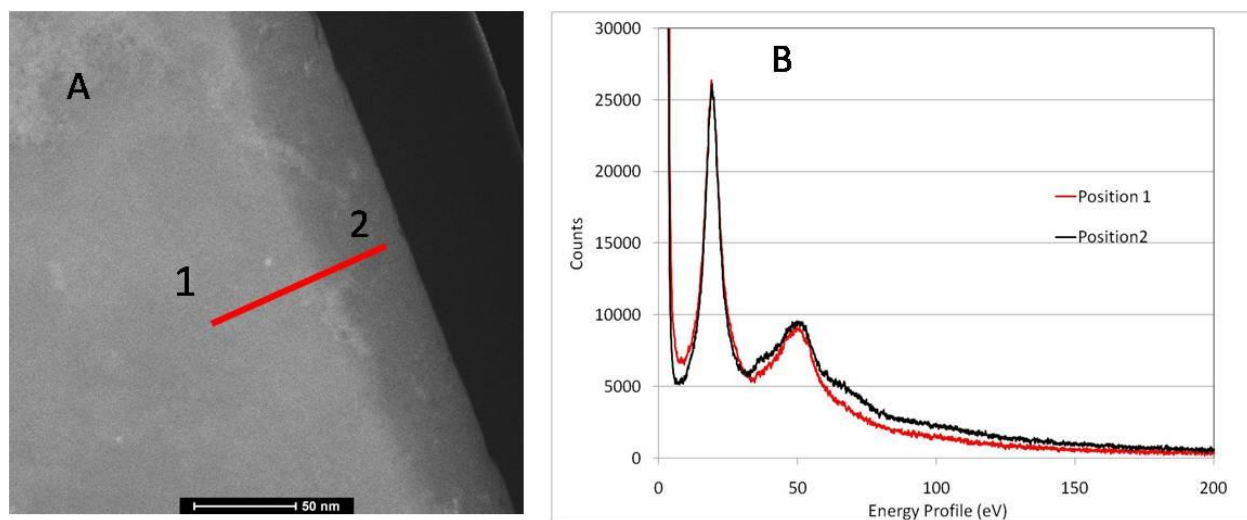 A
1
2
50 nm
B
30000
25000
20000
15000
10000
5000
0
Counts
0 50 100 150 200
Energy Profile (eV)
Position 1
Position2